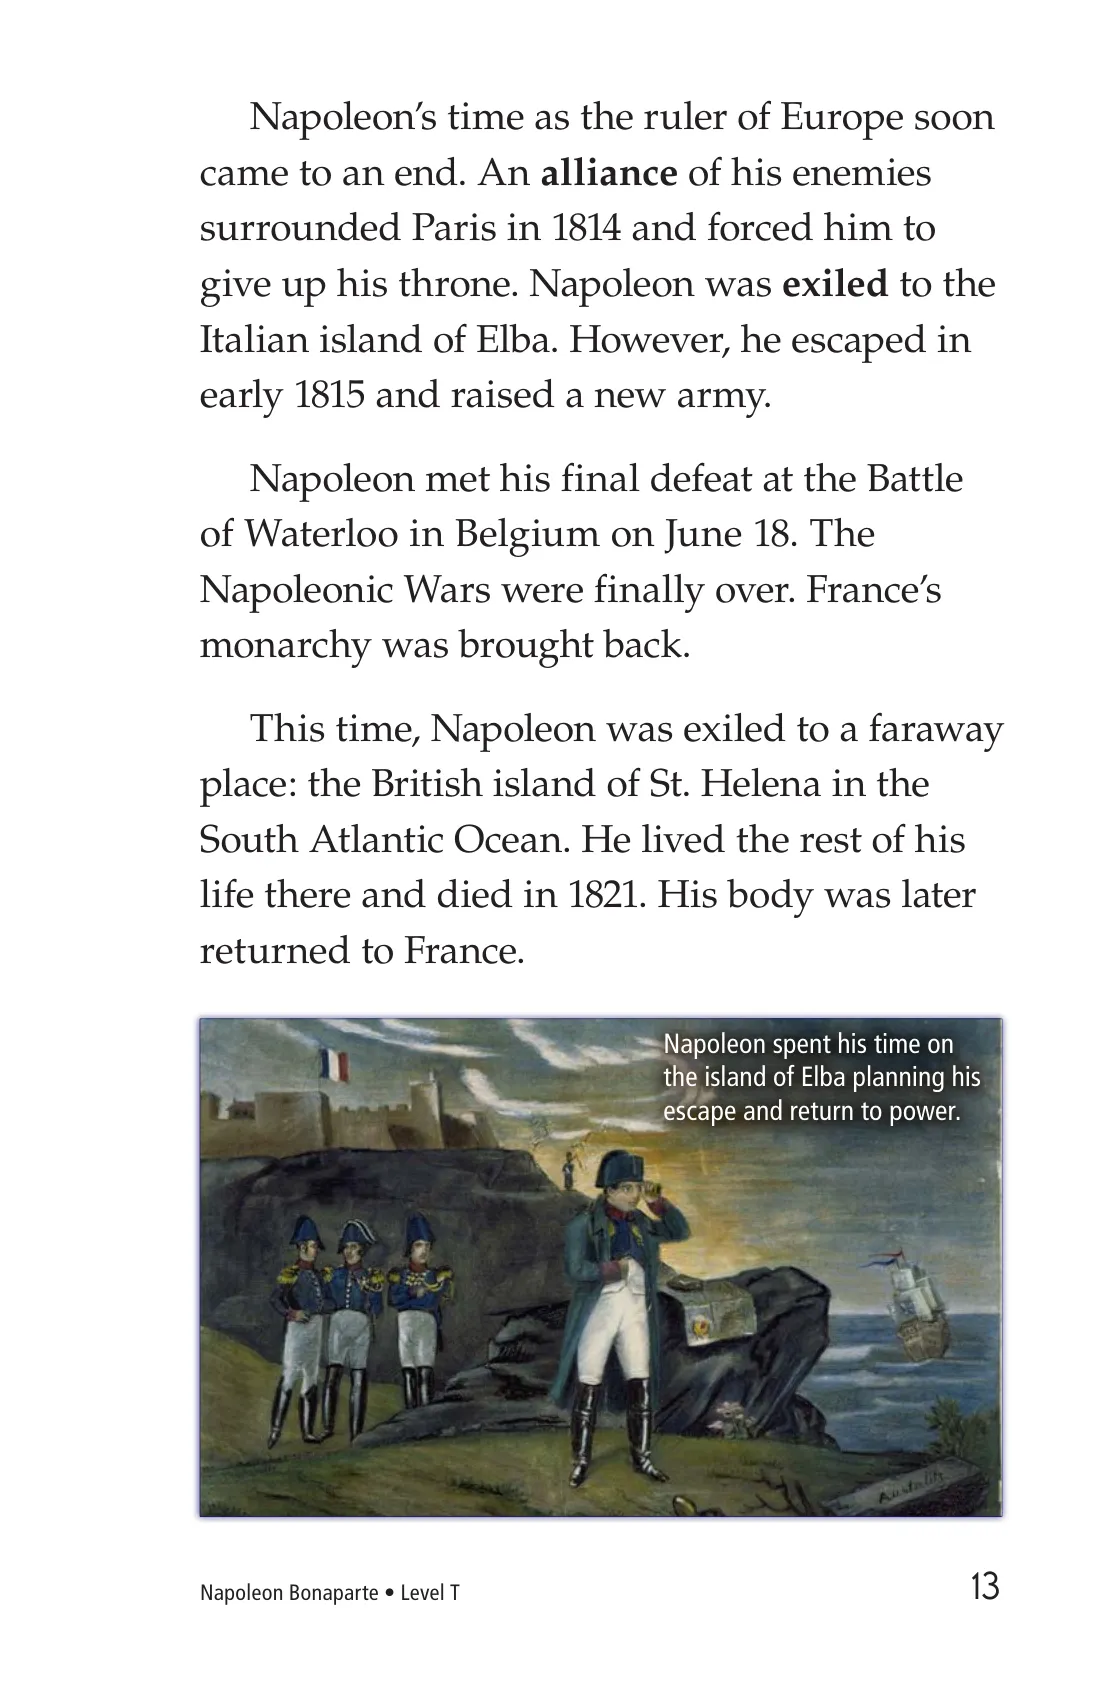 Napoleon’s time as the ruler of Europe soon
came to an end. An alliance of his enemies
surrounded Paris in 1814 and forced him to
give up his throne. Napoleon was exiled to the
Italian island of Elba. However, he escaped in
early 1815 and raised a new army.
Napoleon met his final defeat at the Battle
of Waterloo in Belgium on June 18. The
Napoleonic Wars were finally over. France’s
monarchy was brought back.
This time, Napoleon was exiled to a faraway
place: the British island of St. Helena in the
South Atlantic Ocean. He lived the rest of his
life there and died in 1821. His body was later
returned to France.
Napoleon spent his time on
the island of Elba planning his
escape and return to power.
Austerlitz
Napoleon Bonaparte • Level T
13